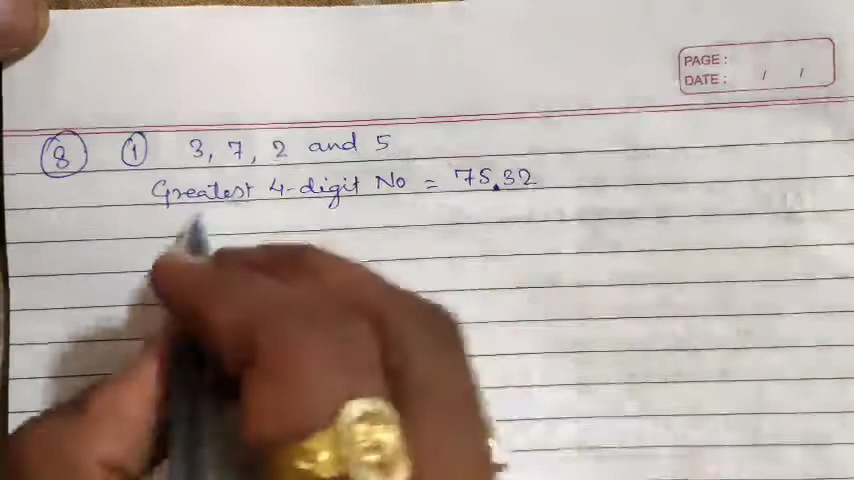 PAGE :
DATE : / /
8 1 3, 7, 2 and 5
Greatest 4-digit No = 75.32